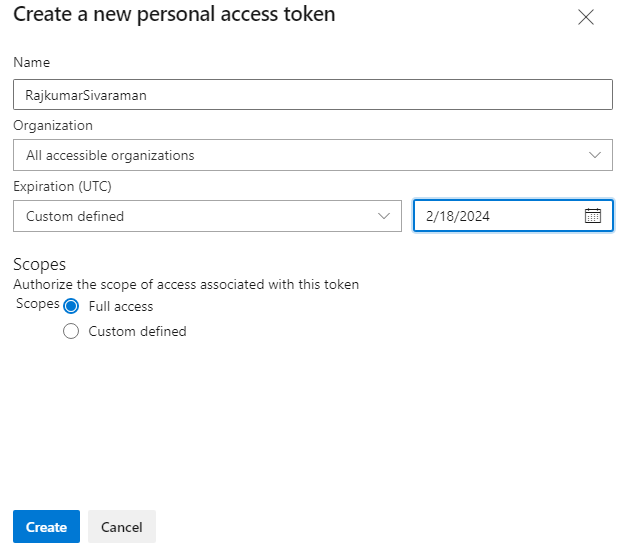 Create a new personal access token
Name
RajkumarSivaraman
Organization
All accessible organizations
Expiration (UTC)
Custom defined
2/18/2024
Scopes
Authorize the scope of access associated with this token
Scopes Full access
Custom defined
Create Cancel